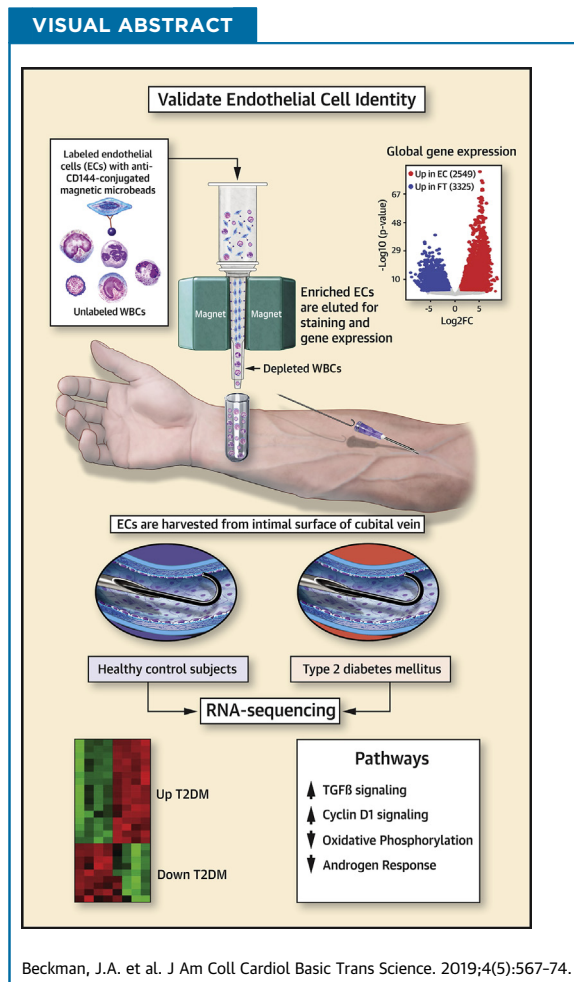 VISUAL ABSTRACT
Validate Endothelial Cell Identity
Labeled endothelial
cells (ECs) with anti-
CD144-conjugated
magnetic microbeads
Unlabeled WBCs
Global gene expression
Up in EC (2549)
Up in FT (3325)
-Log10 (p-value)
67
48
29
10
-5
0
5
Log2FC
Magnet
Magnet
Enriched ECs
are eluted for
staining and
gene expression
Depleted WBCs
ECs are harvested from intimal surface of cubital vein
Healthy control subjects
Type 2 diabetes mellitus
RNA-sequencing
Up T2DM
Down T2DM
Pathways
TGFß signaling
Cyclin D1 signaling
Oxidative Phosphorylation
Androgen Response
Beckman, J.A. et al. J Am Coll Cardiol Basic Trans Science. 2019;4(5):567–74.